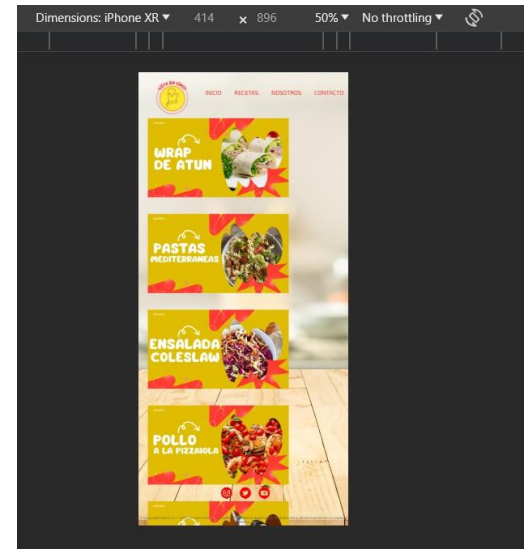 Dimensions: iPhone XR ▾ 414 × 896 50% ▾ No throttling ▾
INICIO RECETAS NOSOTROS CONTACTO
WRAP
DE ATUN
PASTAS
MEDITERRANEAS
ENSALADA
COLESLAW
POLLO
A LA PIZZAIOLA